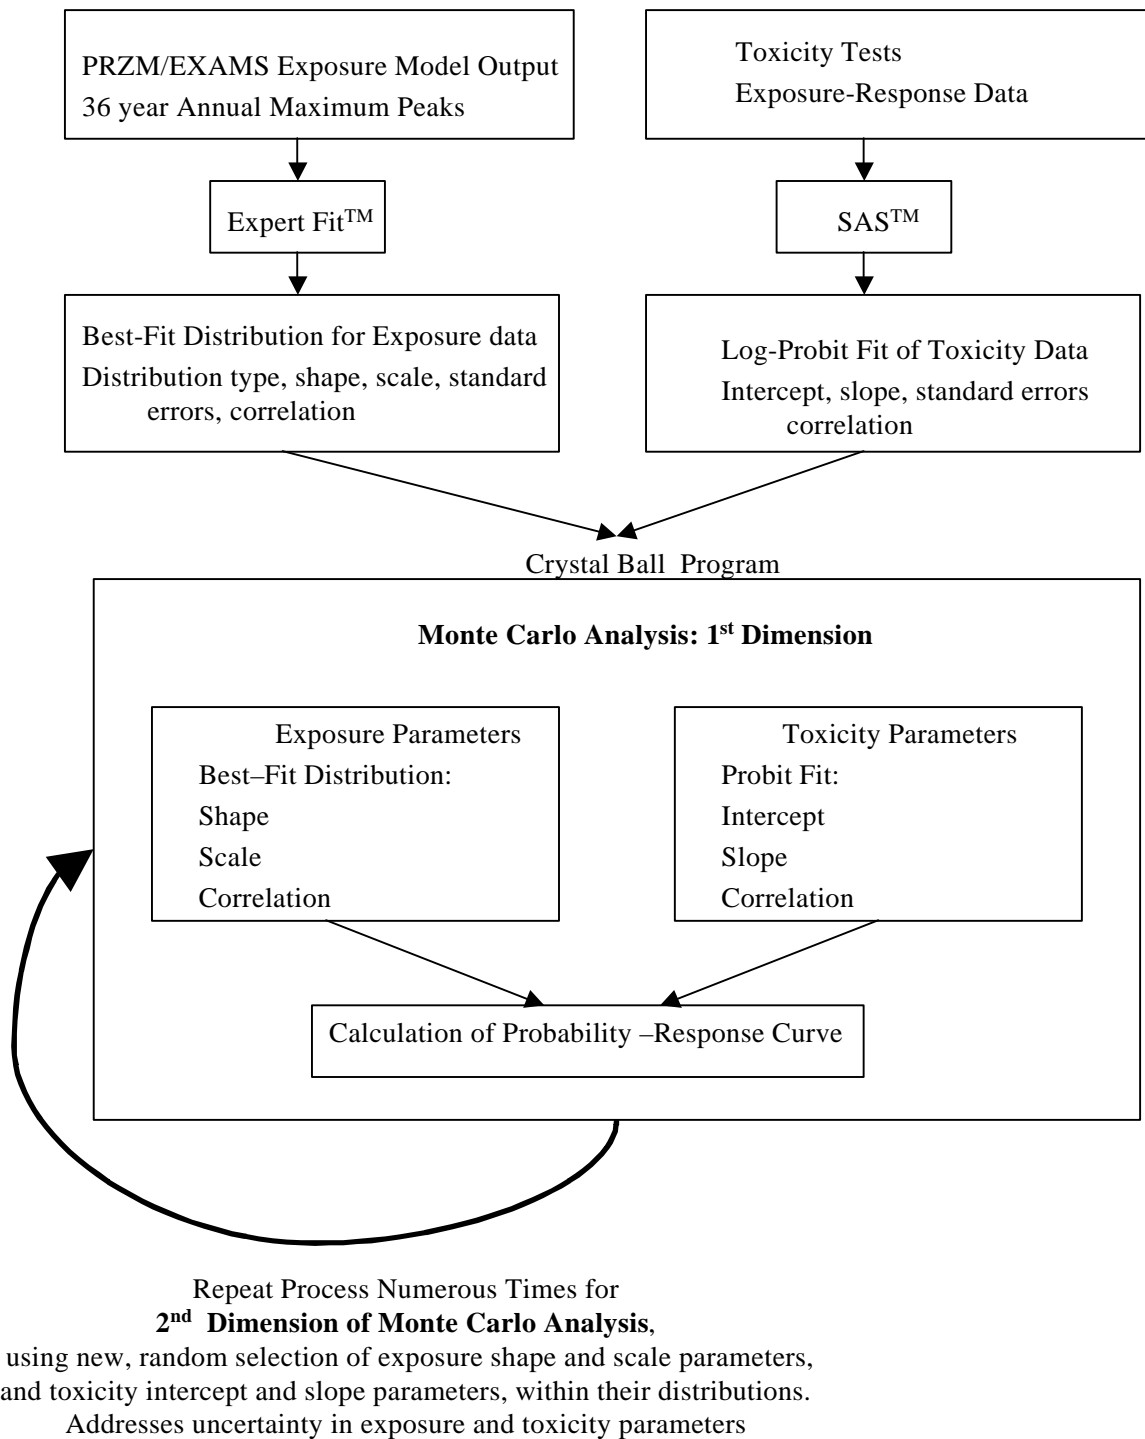 PRZM/EXAMS Exposure Model Output
36 year Annual Maximum Peaks
Toxicity Tests
Exposure-Response Data
Expert Fit™
SAS™
Best-Fit Distribution for Exposure data
Distribution type, shape, scale, standard
errors, correlation
Log-Probit Fit of Toxicity Data
Intercept, slope, standard errors
correlation
Crystal Ball Program
Monte Carlo Analysis: 1st Dimension
Exposure Parameters
Best–Fit Distribution:
Shape
Scale
Correlation
Toxicity Parameters
Probit Fit:
Intercept
Slope
Correlation
Calculation of Probability –Response Curve
Repeat Process Numerous Times for
2nd Dimension of Monte Carlo Analysis,
using new, random selection of exposure shape and scale parameters,
and toxicity intercept and slope parameters, within their distributions.
Addresses uncertainty in exposure and toxicity parameters